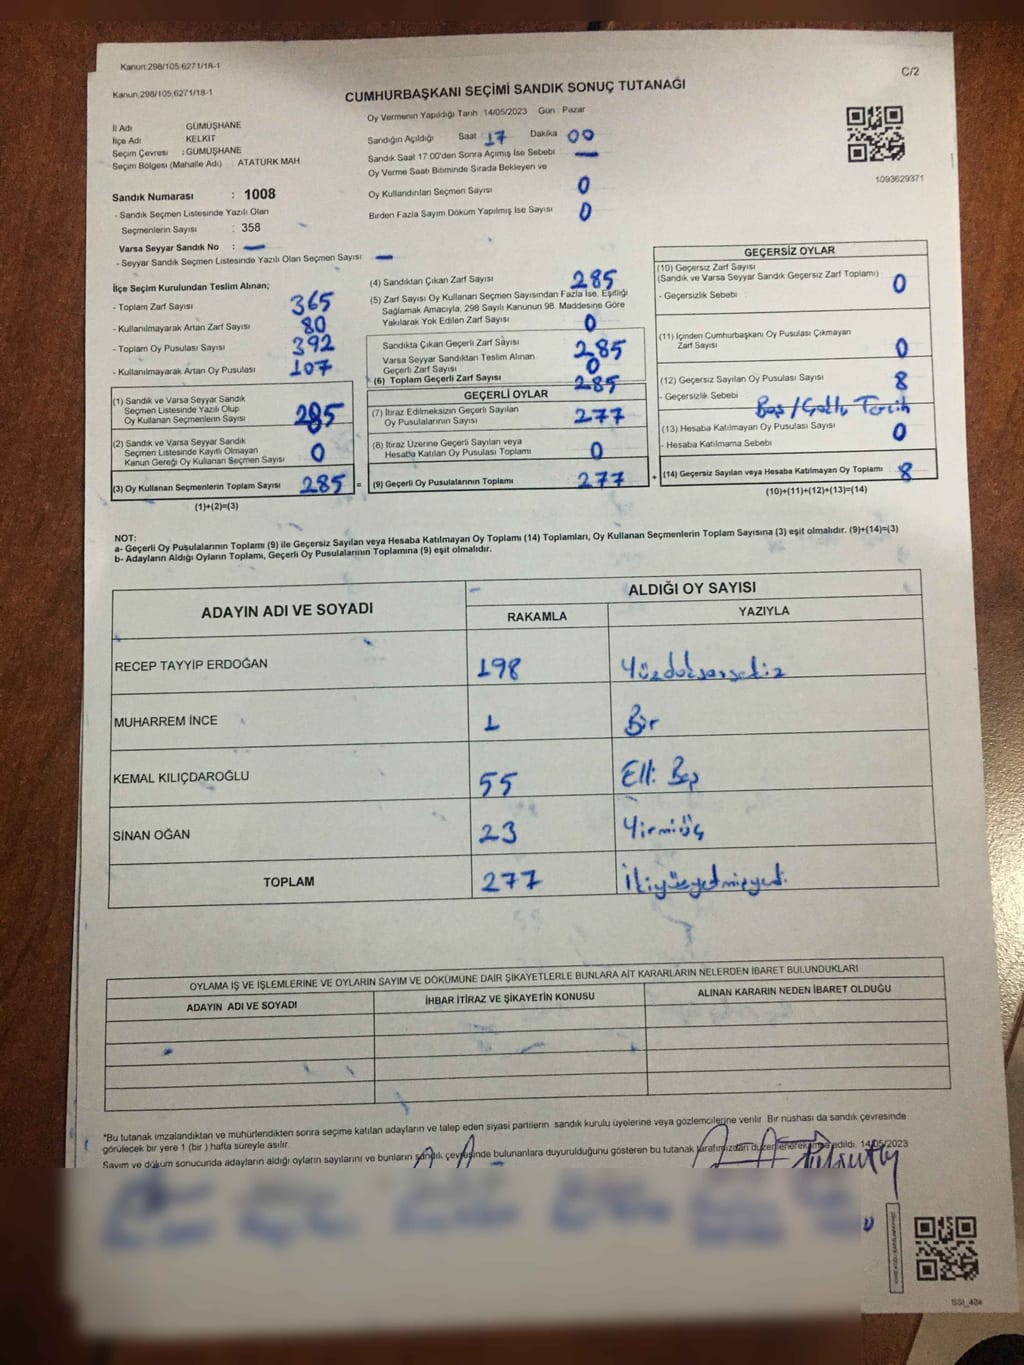 Kanun:298/105,6271/18-1
Kanun:298/105,6271/18-1
C/2
CUMHURBAŞKANI SEÇİMİ SANDIK SONUÇ TUTANAĞI
İl Adı GÜMÜŞHANE
İlçe Adı KELKİT
Seçim Çevresi : GÜMÜŞHANE
Seçim Bölgesi (Mahalle Adı) : ATATÜRK MAH
Sandık Numarası : 1008
- Sandık Seçmen Listesinde Yazılı Olan
Seçmenlerin Sayısı : 358
Varsa Seyyar Sandık No : —
- Seyyar Sandık Seçmen Listesinde Yazılı Olan Seçmen Sayısı —
Oy Vermenin Yapıldığı Tarih 14/05/2023 Gün : Pazar
Sandığın Açıldığı Saat 17 Dakika 00
Sandık Saat 17:00'den Sonra Açımış İse Sebebi —
Oy Verme Saati Bitiminde Sırada Bekleyen ve
Oy Kullandırılan Seçmen Sayısı 0
Birden Fazla Sayım Döküm Yapılmış İse Sayısı 0
1093629371
İlçe Seçim Kurulundan Teslim Alınan;
- Toplam Zarf Sayısı 365
- Kullanılmayarak Artan Zarf Sayısı 80
- Toplam Oy Pusulası Sayısı 392
- Kullanılmayarak Artan Oy Pusulası 107
(1) Sandık ve Varsa Seyyar Sandık
Seçmen Listesinde Yazılı Olup
Oy Kullanan Seçmenlerin Sayısı 285
(2) Sandık ve Varsa Seyyar Sandık
Seçmen Listesinde Kayıtlı Olmayan
Kanun Gereği Oy Kullanan Seçmen Sayısı 0
(3) Oy Kullanan Seçmenlerin Toplam Sayısı 285 =
(1)+(2)=(3)
(4) Sandıktan Çıkan Zarf Sayısı 285
(5) Zarf Sayısı Oy Kullanan Seçmen Sayısından Fazla İse, Eşitliği
Sağlamak Amacıyla, 298 Sayılı Kanunun 98. Maddesine Göre
Yakılarak Yok Edilen Zarf Sayısı 0
Sandıkta Çıkan Geçerli Zarf Sayısı 285
Varsa Seyyar Sandıktan Teslim Alınan
Geçerli Zarf Sayısı 0
(6) Toplam Geçerli Zarf Sayısı 285
GEÇERLİ OYLAR
(7) İtiraz Edilmeksizin Geçerli Sayılan
Oy Pusulalarının Sayısı 277
(8) İtiraz Üzerine Geçerli Sayılan veya
Hesaba Katılan Oy Pusulası Toplamı 0
(9) Geçerli Oy Pusulalarının Toplamı 277 +
GEÇERSİZ OYLAR
(10) Geçersiz Zarf Sayısı
(Sandık ve Varsa Seyyar Sandık Geçersiz Zarf Toplamı) 0
- Geçersizlik Sebebi
(11) İçinden Cumhurbaşkanı Oy Pusulası Çıkmayan
Zarf Sayısı 0
(12) Geçersiz Sayılan Oy Pusulası Sayısı 8
- Geçersizlik Sebebi Boş/Çatlı Tercih
(13) Hesaba Katılmayan Oy Pusulası Sayısı 0
- Hesaba Katılmama Sebebi
(14) Geçersiz Sayılan veya Hesaba Katılmayan Oy Toplamı 8
(10)+(11)+(12)+(13)=(14)
NOT:
a- Geçerli Oy Pusulalarının Toplamı (9) ile Geçersiz Sayılan veya Hesaba Katılmayan Oy Toplamı (14) Toplamları, Oy Kullanan Seçmenlerin Toplam Sayısına (3) eşit olmalıdır. (9)+(14)=(3)
b- Adayların Aldığı Oyların Toplamı, Geçerli Oy Pusulalarının Toplamına (9) eşit olmalıdır.
ADAYIN ADI VE SOYADI ALDIĞI OY SAYISI
RAKAMLA YAZIYLA
RECEP TAYYİP ERDOĞAN 198 Yüzdoksansekiz
MUHARREM İNCE 1 Bir
KEMAL KILIÇDAROĞLU 55 Elli Beş
SİNAN OĞAN 23 Yirmiüç
TOPLAM 277 İkiyüzyetmişyedi
OYLAMA İŞ VE İŞLEMLERİNE VE OYLARIN SAYIM VE DÖKÜMÜNE DAİR ŞİKAYETLERLE BUNLARA AİT KARARLARIN NELERDEN İBARET BULUNDUKLARI
ADAYIN ADI VE SOYADI İHBAR İTİRAZ VE ŞİKAYETİN KONUSU ALINAN KARARIN NEDEN İBARET OLDUĞU
*Bu tutanak imzalandıktan ve mühürlendikten sonra seçime katılan adayların ve talep eden siyasi partilerin sandık kurulu üyelerine veya gözlemcilerine verilir. Bir nüshası da sandık çevresinde
görülecek bir yere 1 (bir ) hafta süreyle asılır.
Sayım ve döküm sonucunda adayların aldığı oyların sayılarını ve bunların sandık çevresinde bulunanlara duyurulduğunu gösteren bu tutanak tarafımızdan düzenlenerek imza edildi. 14/05/2023